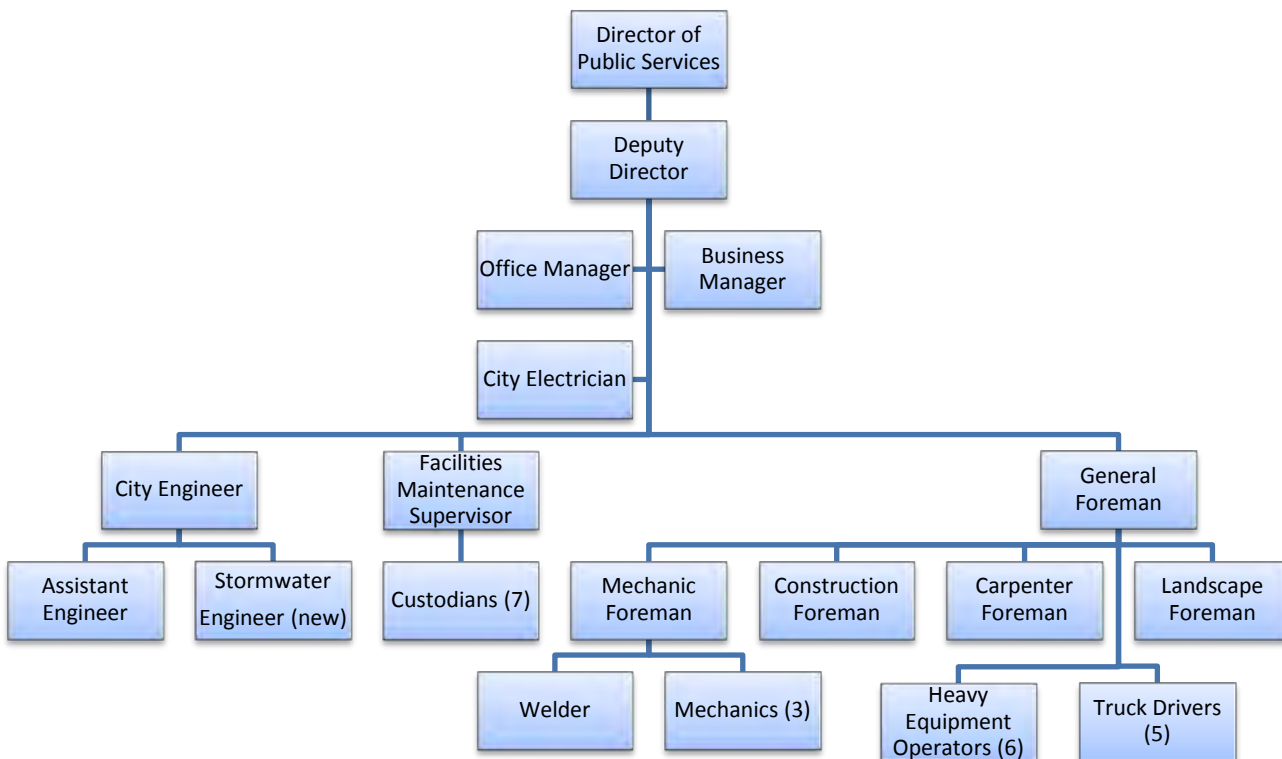 Director of
Public Services
Deputy
Director
Office Manager
Business
Manager
City Electrician
City Engineer
Facilities
Maintenance
Supervisor
General
Foreman
Assistant
Engineer
Stormwater
Engineer (new)
Custodians (7)
Mechanic
Foreman
Construction
Foreman
Carpenter
Foreman
Landscape
Foreman
Welder
Mechanics (3)
Heavy
Equipment
Operators (6)
Truck Drivers
(5)